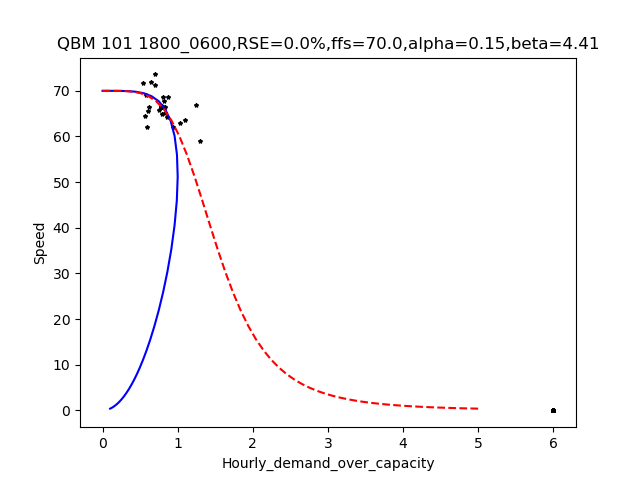 QBM 101 1800_0600,RSE=0.0%,ffs=70.0,alpha=0.15,beta=4.41
70
60
50
40
30
20
10
0
Speed
0 1 2 3 4 5 6
Hourly_demand_over_capacity